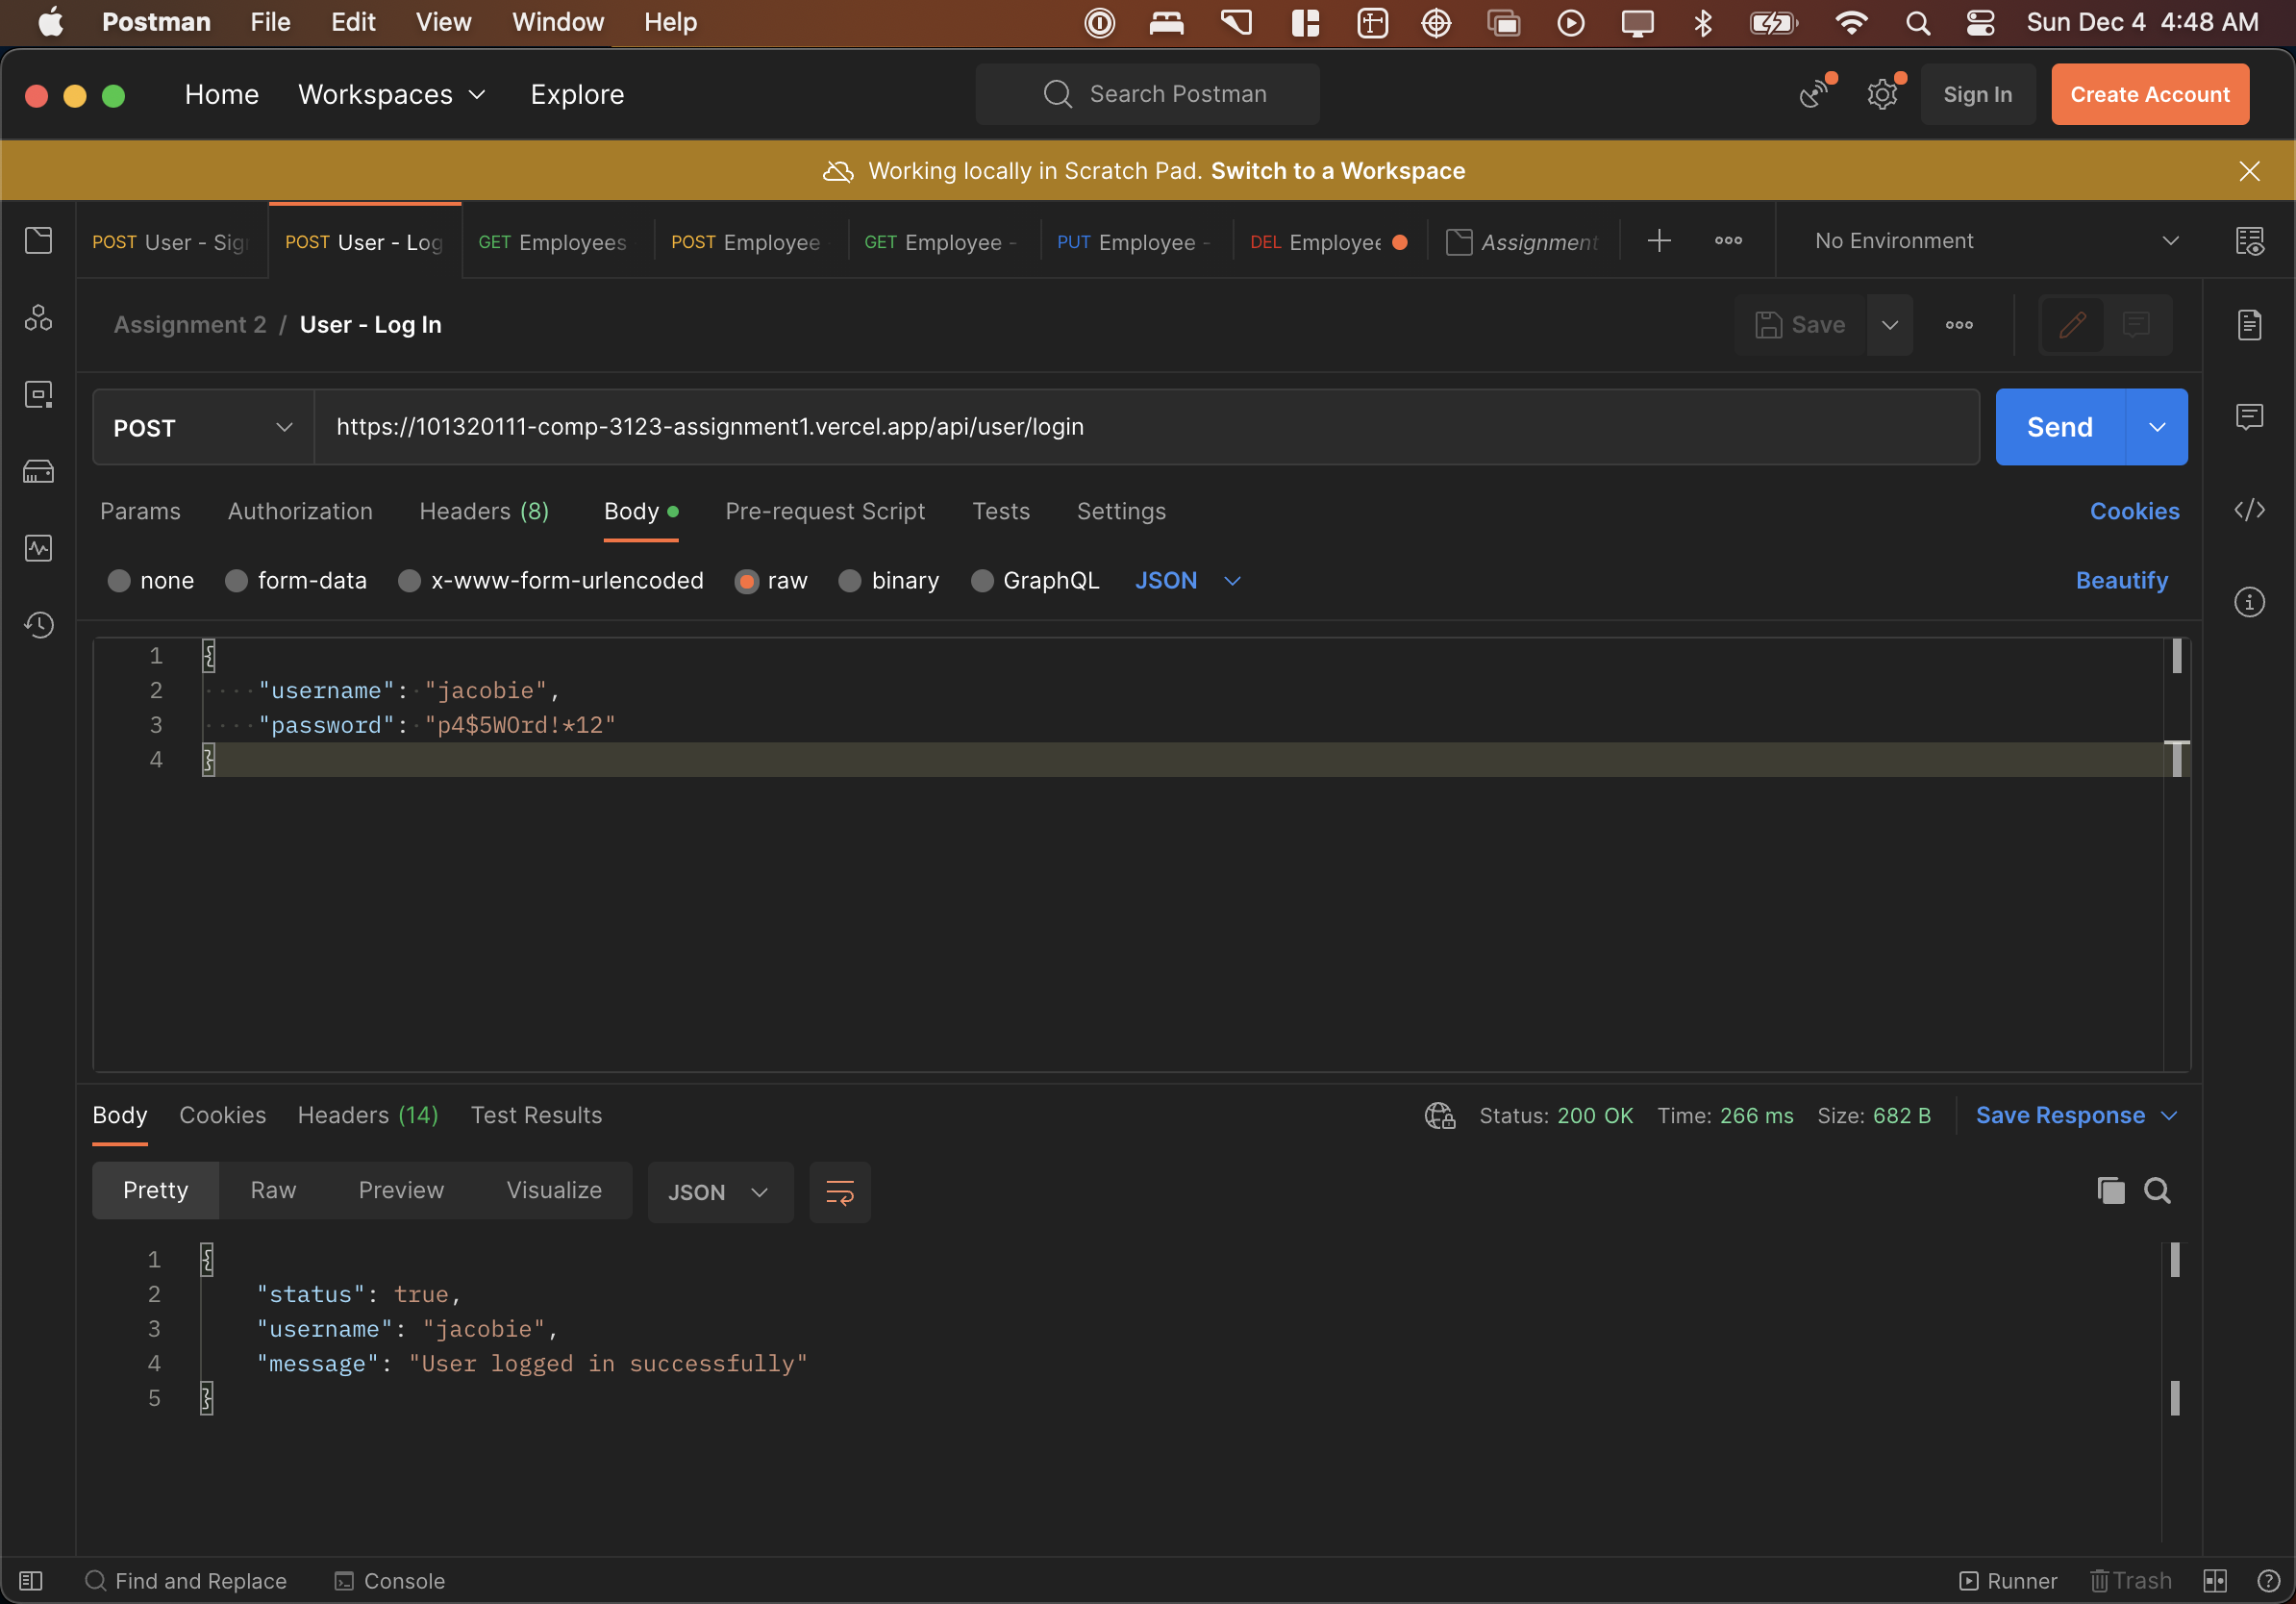 Postman File Edit View Window Help Sun Dec 4 4:48 AM
Home Workspaces Explore Search Postman Sign In Create Account
Working locally in Scratch Pad. Switch to a Workspace
POST User - Sig POST User - Log GET Employees POST Employee GET Employee - PUT Employee - DEL Employee Assignment No Environment
Assignment 2 / User - Log In Save
POST https://101320111-comp-3123-assignment1.vercel.app/api/user/login Send
Params Authorization Headers (8) Body Pre-request Script Tests Settings Cookies
none form-data x-www-form-urlencoded raw binary GraphQL JSON Beautify
1 {
2 "username": "jacobie",
3 "password": "p4$5W0rd!*12"
4 }
Body Cookies Headers (14) Test Results Status: 200 OK Time: 266 ms Size: 682 B Save Response
Pretty Raw Preview Visualize JSON
1 {
2 "status": true,
3 "username": "jacobie",
4 "message": "User logged in successfully"
5 }
Find and Replace Console Runner Trash